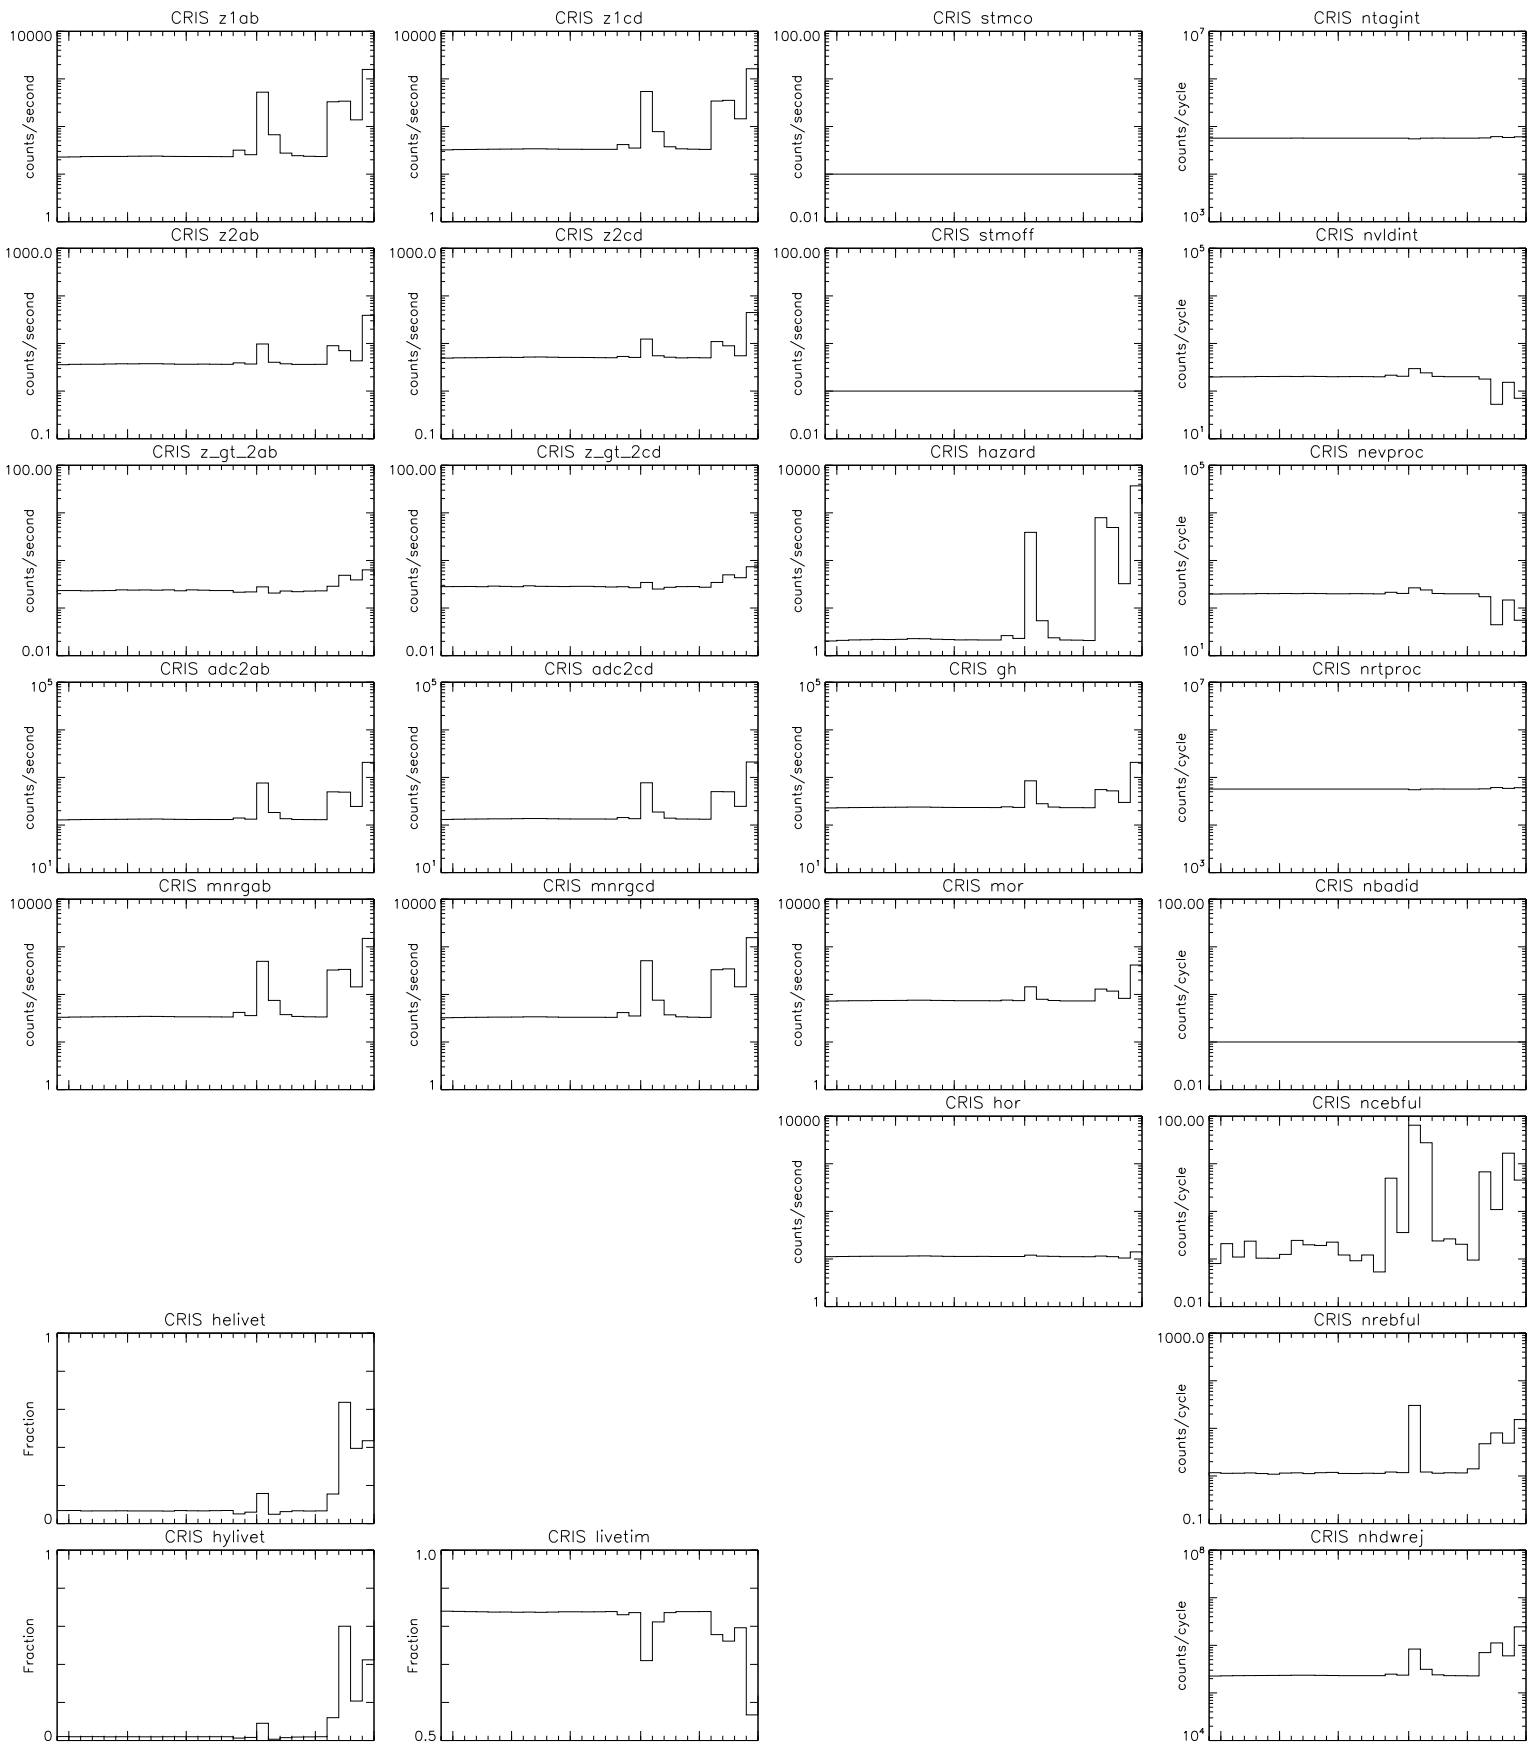 CRIS z1ab
10000
counts/second
1
CRIS z1cd
10000
counts/second
1
CRIS stmco
100.00
counts/second
0.01
CRIS ntagint
10^7
counts/cycle
10^3
CRIS z2ab
1000.0
counts/second
0.1
CRIS z2cd
1000.0
counts/second
0.1
CRIS stmoff
100.00
counts/second
0.01
CRIS nvldint
10^5
counts/cycle
10^1
CRIS z_gt_2ab
100.00
counts/second
0.01
CRIS z_gt_2cd
100.00
counts/second
0.01
CRIS hazard
10000
counts/second
1
CRIS nevproc
10^5
counts/cycle
10^1
CRIS adc2ab
10^5
counts/second
10^1
CRIS adc2cd
10^5
counts/second
10^1
CRIS gh
10^5
counts/second
10^1
CRIS nrtproc
10^7
counts/cycle
10^3
CRIS mnrgab
10000
counts/second
1
CRIS mnrgcd
10000
counts/second
1
CRIS mor
10000
counts/second
1
CRIS nbadid
100.00
counts/cycle
0.01
CRIS hor
10000
counts/second
1
CRIS ncebful
100.00
counts/cycle
0.01
CRIS helivet
1
Fraction
0
CRIS nrebful
1000.0
counts/cycle
0.1
CRIS hylivet
1
Fraction
0
CRIS livetim
1.0
Fraction
0.5
CRIS nhdwrej
10^8
counts/cycle
10^4